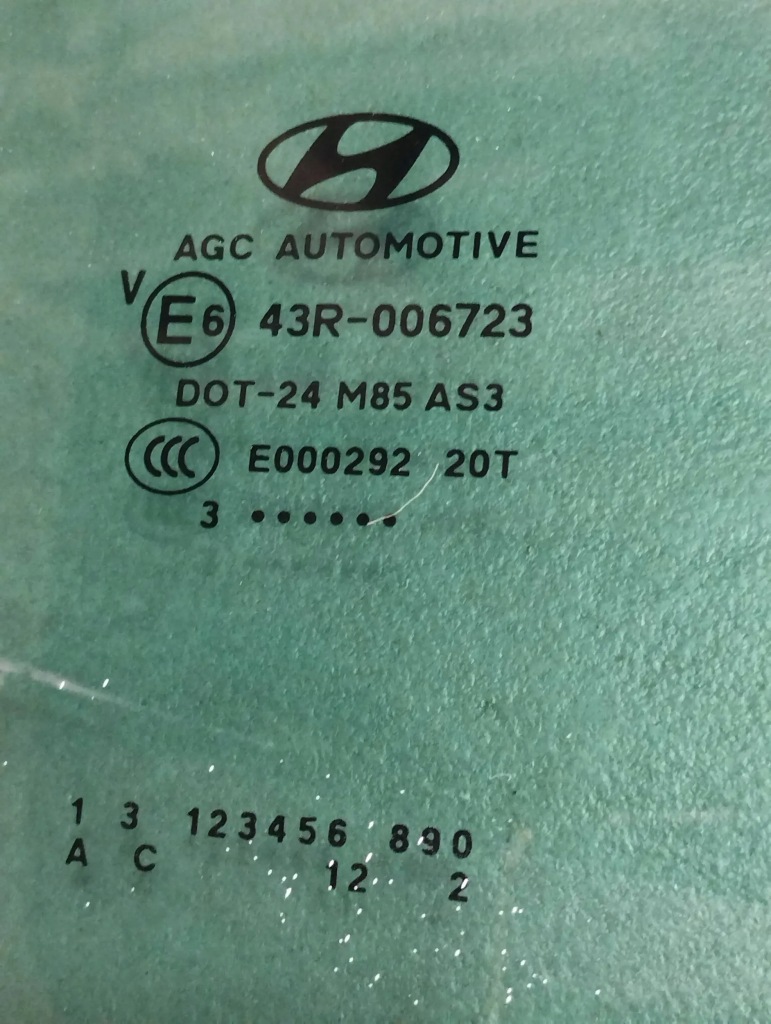 AGC AUTOMOTIVE
V E6 43R-006723
DOT-24 M85 AS3
CCC E000292 20T
3 ••••••
1 3 123456 890
A C 12 2